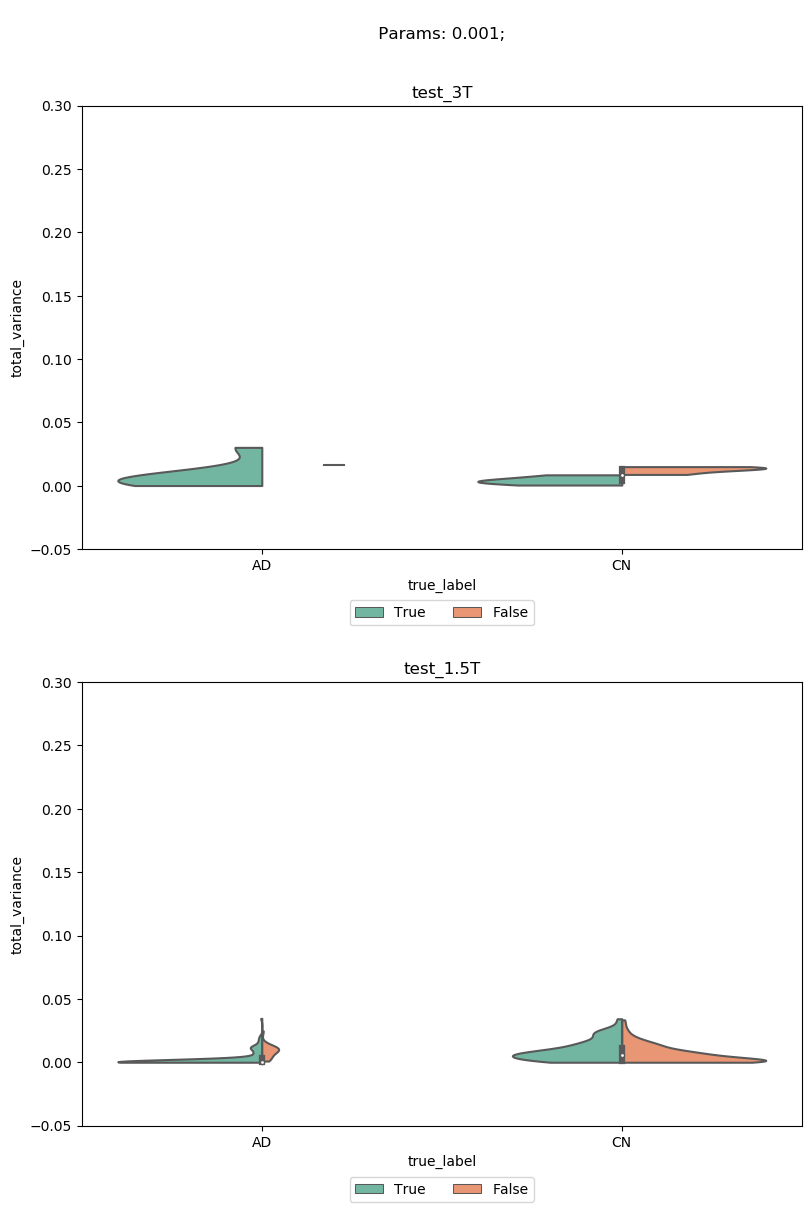 Params: 0.001;
test_3T
0.30
0.25
0.20
0.15
0.10
0.05
0.00
−0.05
total_variance
AD
CN
true_label
True
False
test_1.5T
0.30
0.25
0.20
0.15
0.10
0.05
0.00
−0.05
total_variance
AD
CN
true_label
True
False